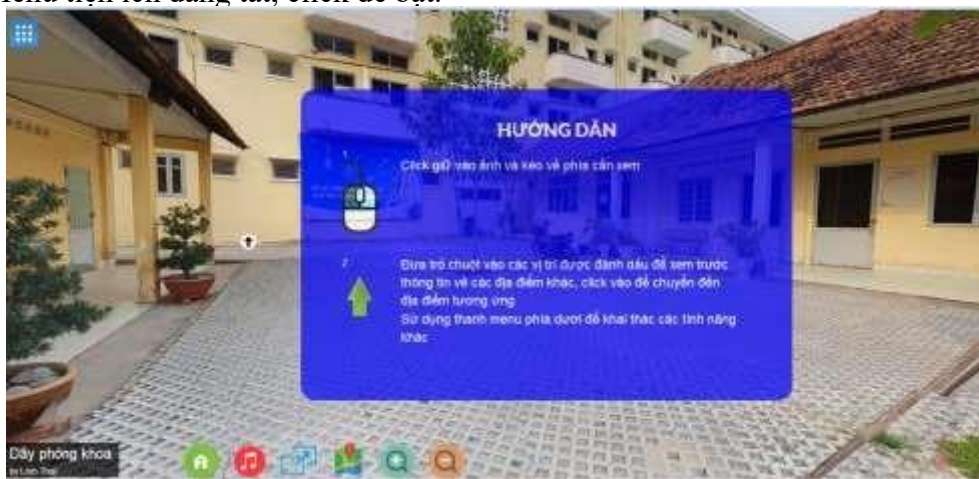 HƯỚNG DẪN
Click giữ vào ảnh và kéo về phía cần xem
Đưa trỏ chuột vào các vị trí được đánh dấu để xem trước
thông tin về các địa điểm khác, click vào để chuyển đến
địa điểm tương ứng
Sử dụng thanh menu phía dưới để khai thác các tính năng
khác
Dãy phòng khoa